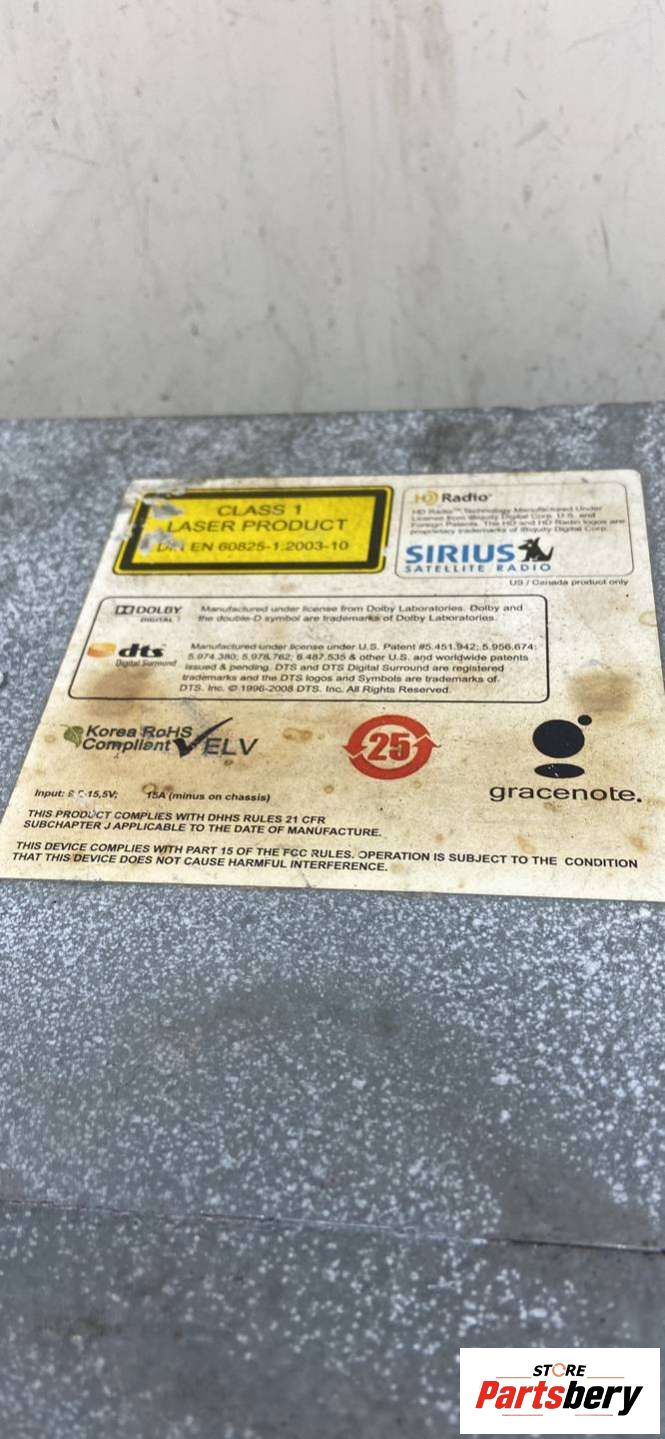 CLASS 1
LASER PRODUCT
EN 60825-1:2003-10
HD Radio
HD Radio™ Technology Manufactured Under
License from iBiquity Digital Corp. U.S. and
Foreign Patents. The HD and HD Radio logos are
proprietary trademarks of iBiquity Digital Corp.
SIRIUS
SATELLITE RADIO
US / Canada product only
DOLBY
DIGITAL
Manufactured under license from Dolby Laboratories. Dolby and
the double-D symbol are trademarks of Dolby Laboratories.
dts
Digital Surround
Manufactured under license under U.S. Patent #5.451.942; 5.956.674;
5.974.380; 5.978.762; 6.487.535 & other U.S. and worldwide patents
issued & pending. DTS and DTS Digital Surround are registered
trademarks and the DTS logos and Symbols are trademarks of
DTS. Inc. © 1996-2008 DTS. Inc. All Rights Reserved.
Korea RoHS
Compliant
ELV
25
gracenote.
Input: 15,5V; 15A (minus on chassis)
THIS PRODUCT COMPLIES WITH DHHS RULES 21 CFR
SUBCHAPTER J APPLICABLE TO THE DATE OF MANUFACTURE.
THIS DEVICE COMPLIES WITH PART 15 OF THE FCC RULES. OPERATION IS SUBJECT TO THE CONDITION
THAT THIS DEVICE DOES NOT CAUSE HARMFUL INTERFERENCE.
STORE
Partsbery